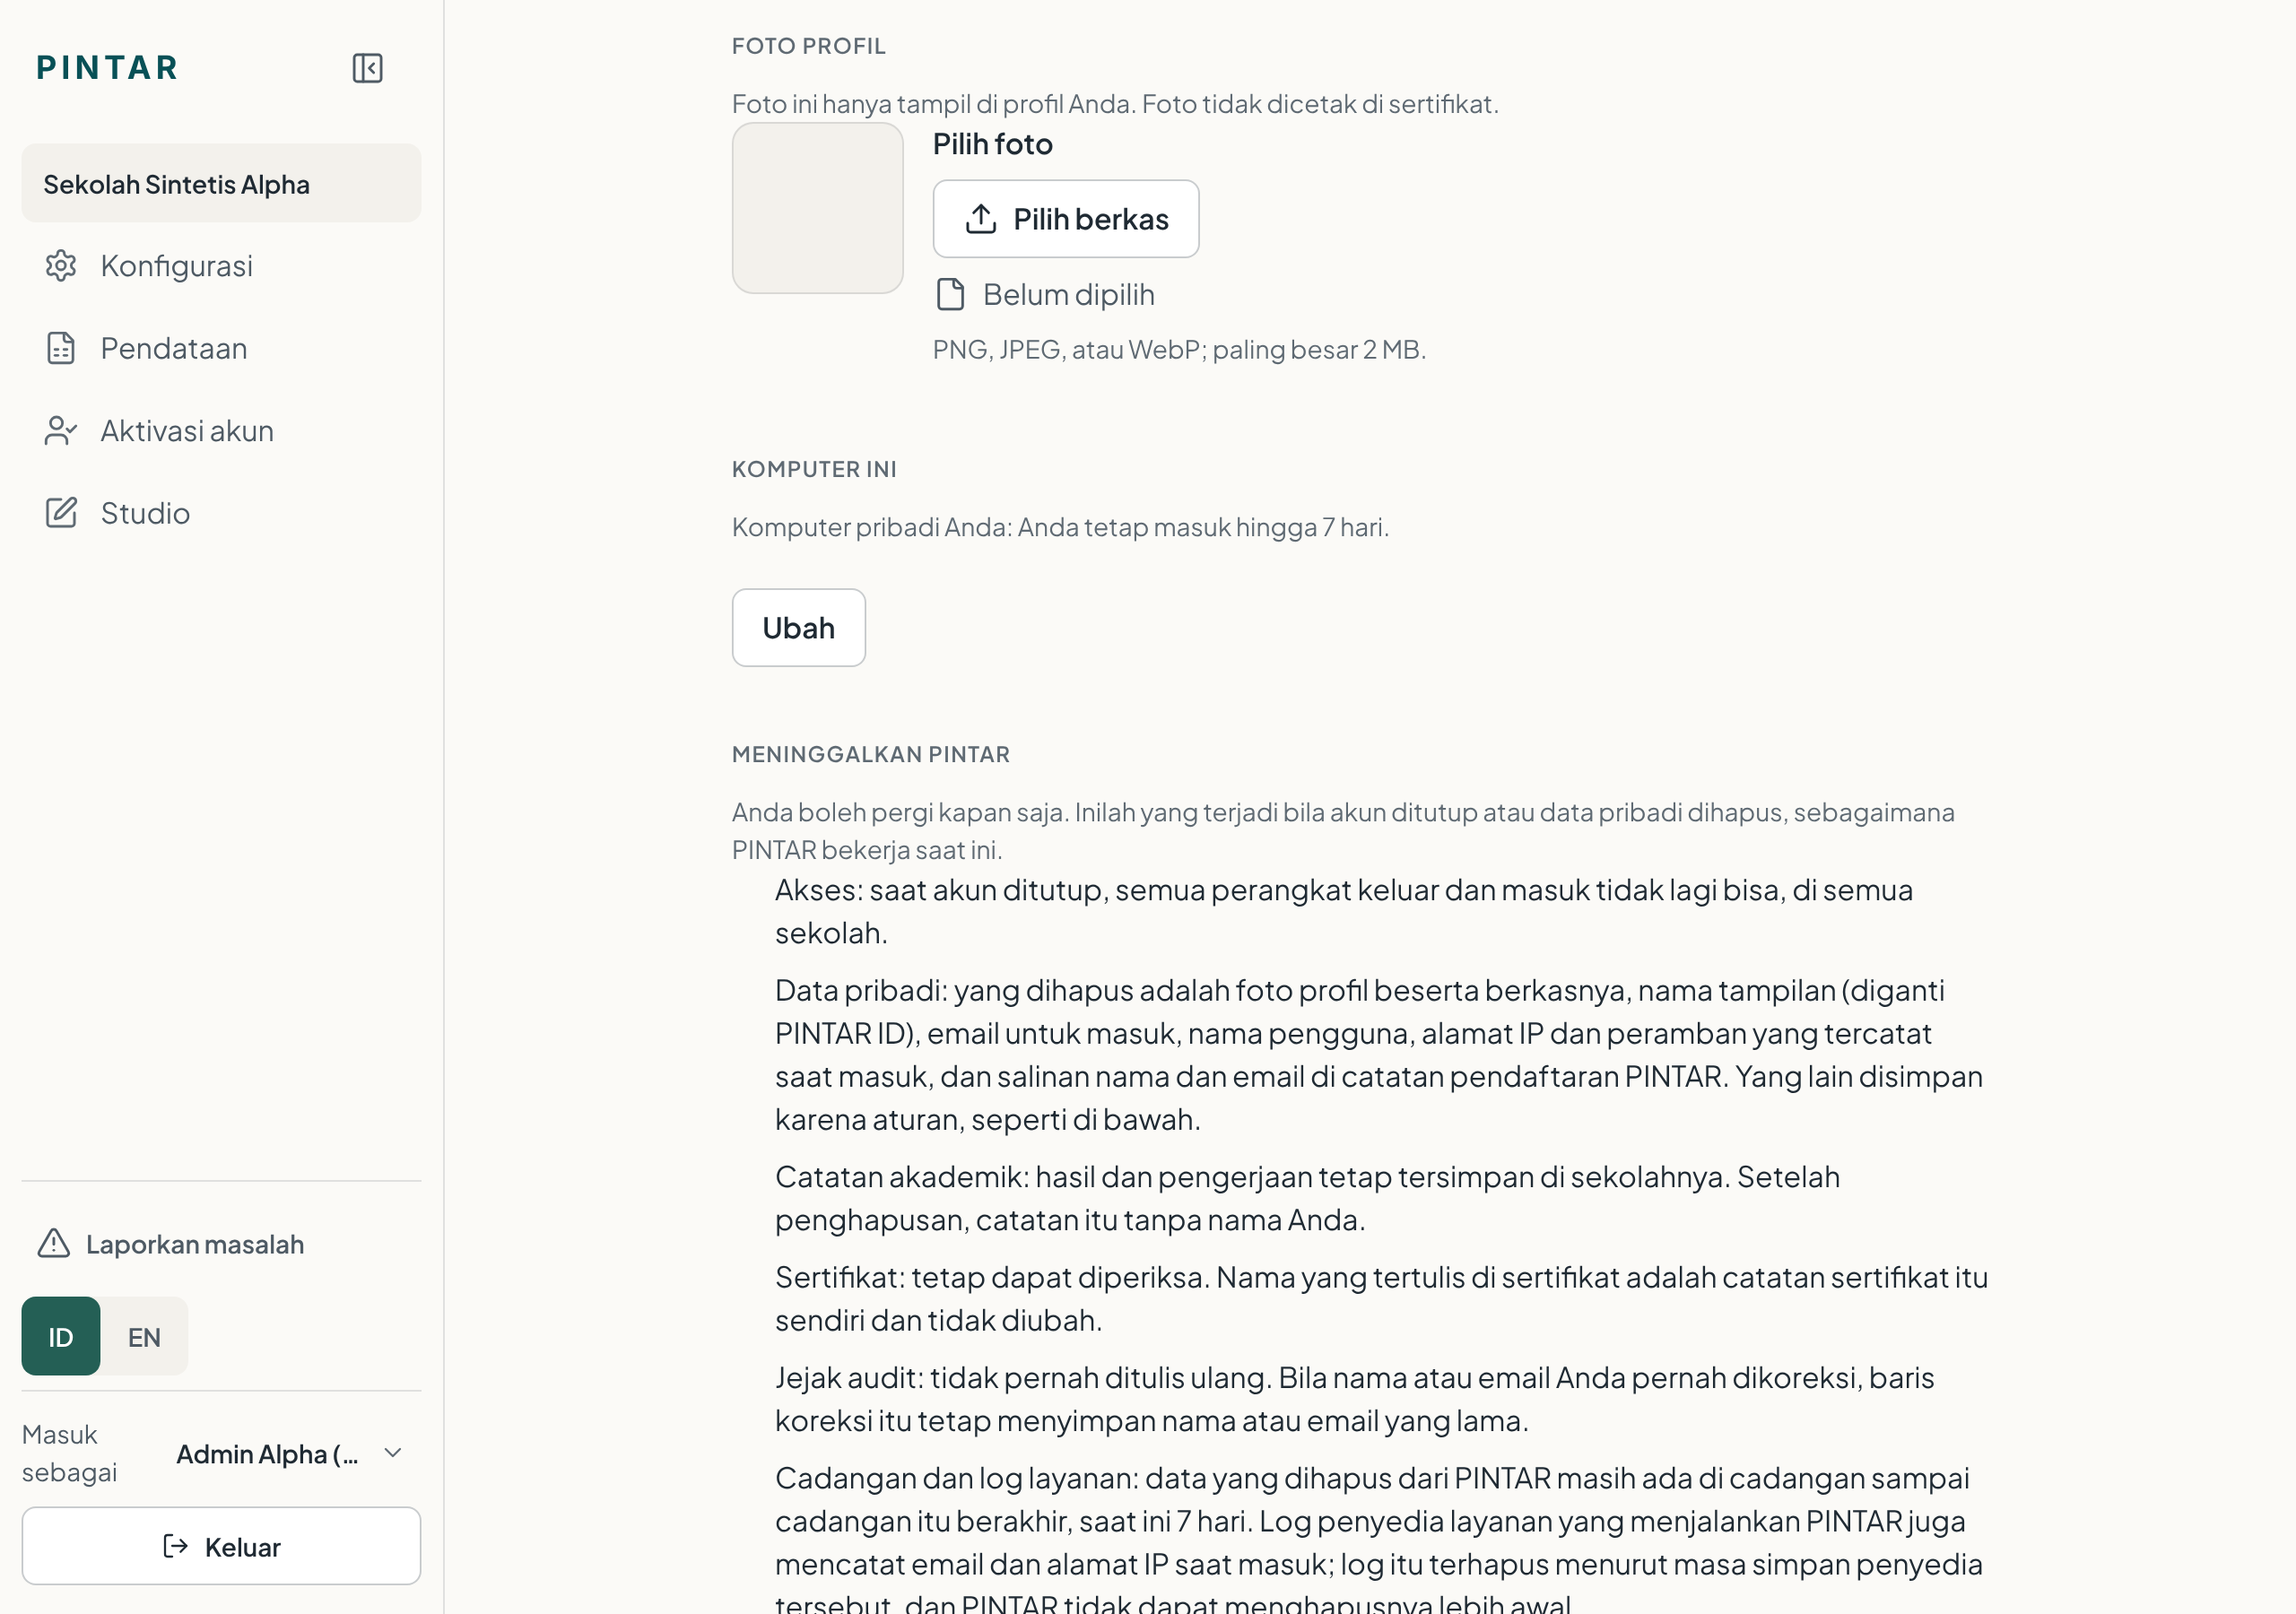 PINTAR
Sekolah Sintetis Alpha
Konfigurasi
Pendataan
Aktivasi akun
Studio
Laporkan masalah
ID EN
Masuk
sebagai
Admin Alpha (...
Keluar
FOTO PROFIL
Foto ini hanya tampil di profil Anda. Foto tidak dicetak di sertifikat.
Pilih foto
Pilih berkas
Belum dipilih
PNG, JPEG, atau WebP; paling besar 2 MB.
KOMPUTER INI
Komputer pribadi Anda: Anda tetap masuk hingga 7 hari.
Ubah
MENINGGALKAN PINTAR
Anda boleh pergi kapan saja. Inilah yang terjadi bila akun ditutup atau data pribadi dihapus, sebagaimana
PINTAR bekerja saat ini.
Akses: saat akun ditutup, semua perangkat keluar dan masuk tidak lagi bisa, di semua
sekolah.
Data pribadi: yang dihapus adalah foto profil beserta berkasnya, nama tampilan (diganti
PINTAR ID), email untuk masuk, nama pengguna, alamat IP dan peramban yang tercatat
saat masuk, dan salinan nama dan email di catatan pendaftaran PINTAR. Yang lain disimpan
karena aturan, seperti di bawah.
Catatan akademik: hasil dan pengerjaan tetap tersimpan di sekolahnya. Setelah
penghapusan, catatan itu tanpa nama Anda.
Sertifikat: tetap dapat diperiksa. Nama yang tertulis di sertifikat adalah catatan sertifikat itu
sendiri dan tidak diubah.
Jejak audit: tidak pernah ditulis ulang. Bila nama atau email Anda pernah dikoreksi, baris
koreksi itu tetap menyimpan nama atau email yang lama.
Cadangan dan log layanan: data yang dihapus dari PINTAR masih ada di cadangan sampai
cadangan itu berakhir, saat ini 7 hari. Log penyedia layanan yang menjalankan PINTAR juga
mencatat email dan alamat IP saat masuk; log itu terhapus menurut masa simpan penyedia
tersebut, dan PINTAR tidak dapat menghapusnya lebih awal.